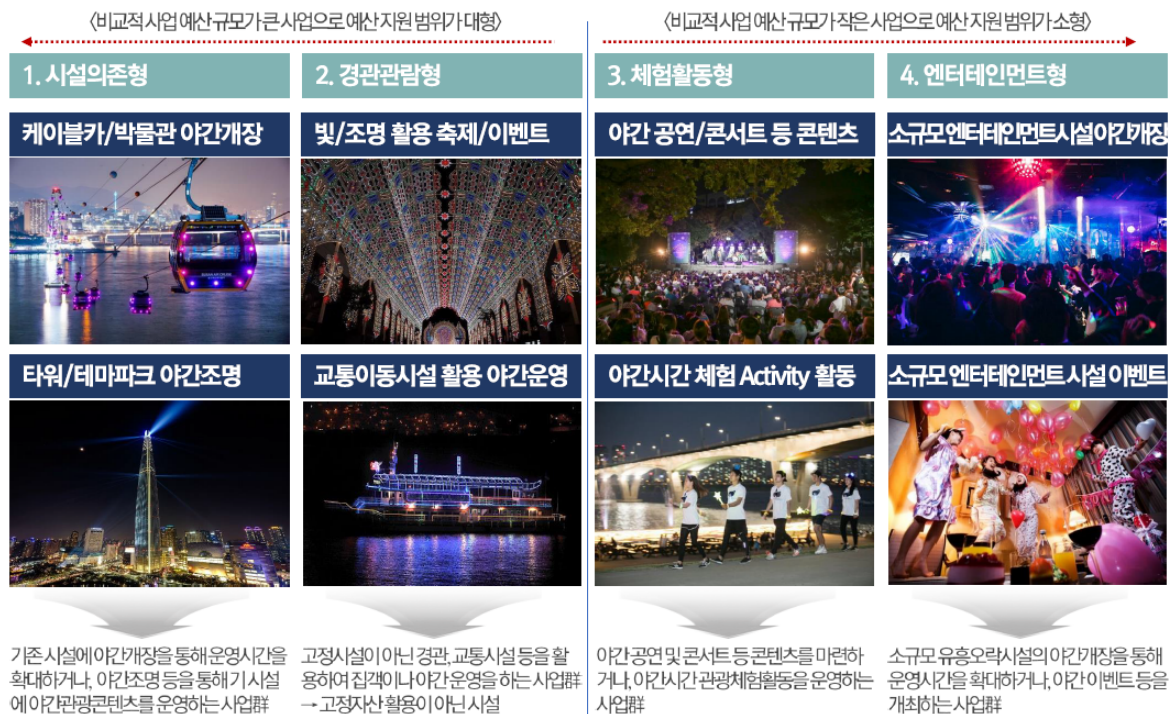 〈비교적 사업 예산 규모가 큰 사업으로 예산 지원 범위가 대형〉
〈비교적 사업 예산 규모가 작은 사업으로 예산 지원 범위가 소형〉
1. 시설의존형
2. 경관관람형
3. 체험활동형
4. 엔터테인먼트형
케이블카/박물관 야간개장
빛/조명 활용 축제/이벤트
야간 공연/콘서트 등 콘텐츠
소규모 엔터테인먼트 시설 야간개장
타워/테마파크 야간조명
교통이동시설 활용 야간운영
야간시간 체험 Activity 활동
소규모 엔터테인먼트 시설 이벤트
기존 시설에 야간개장을 통해 운영시간을
확대하거나, 야간조명 등을 통해 기 시설
에 야간관광콘텐츠를 운영하는 사업群
고정시설이 아닌 경관, 교통시설 등을 활
용하여 집객이나 야간 운영을 하는 사업群
→ 고정자산 활용이 아닌 시설
야간 공연 및 콘서트 등 콘텐츠를 마련하
거나, 야간시간 관광체험활동을 운영하는
사업群
소규모 유흥오락시설의 야간개장을 통해
운영시간을 확대하거나, 야간 이벤트 등을
개최하는 사업群